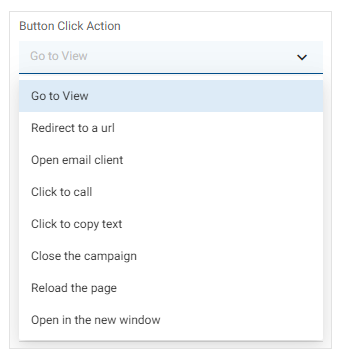 Button Click Action
Go to View
Go to View
Redirect to a url
Open email client
Click to call
Click to copy text
Close the campaign
Reload the page
Open in the new window